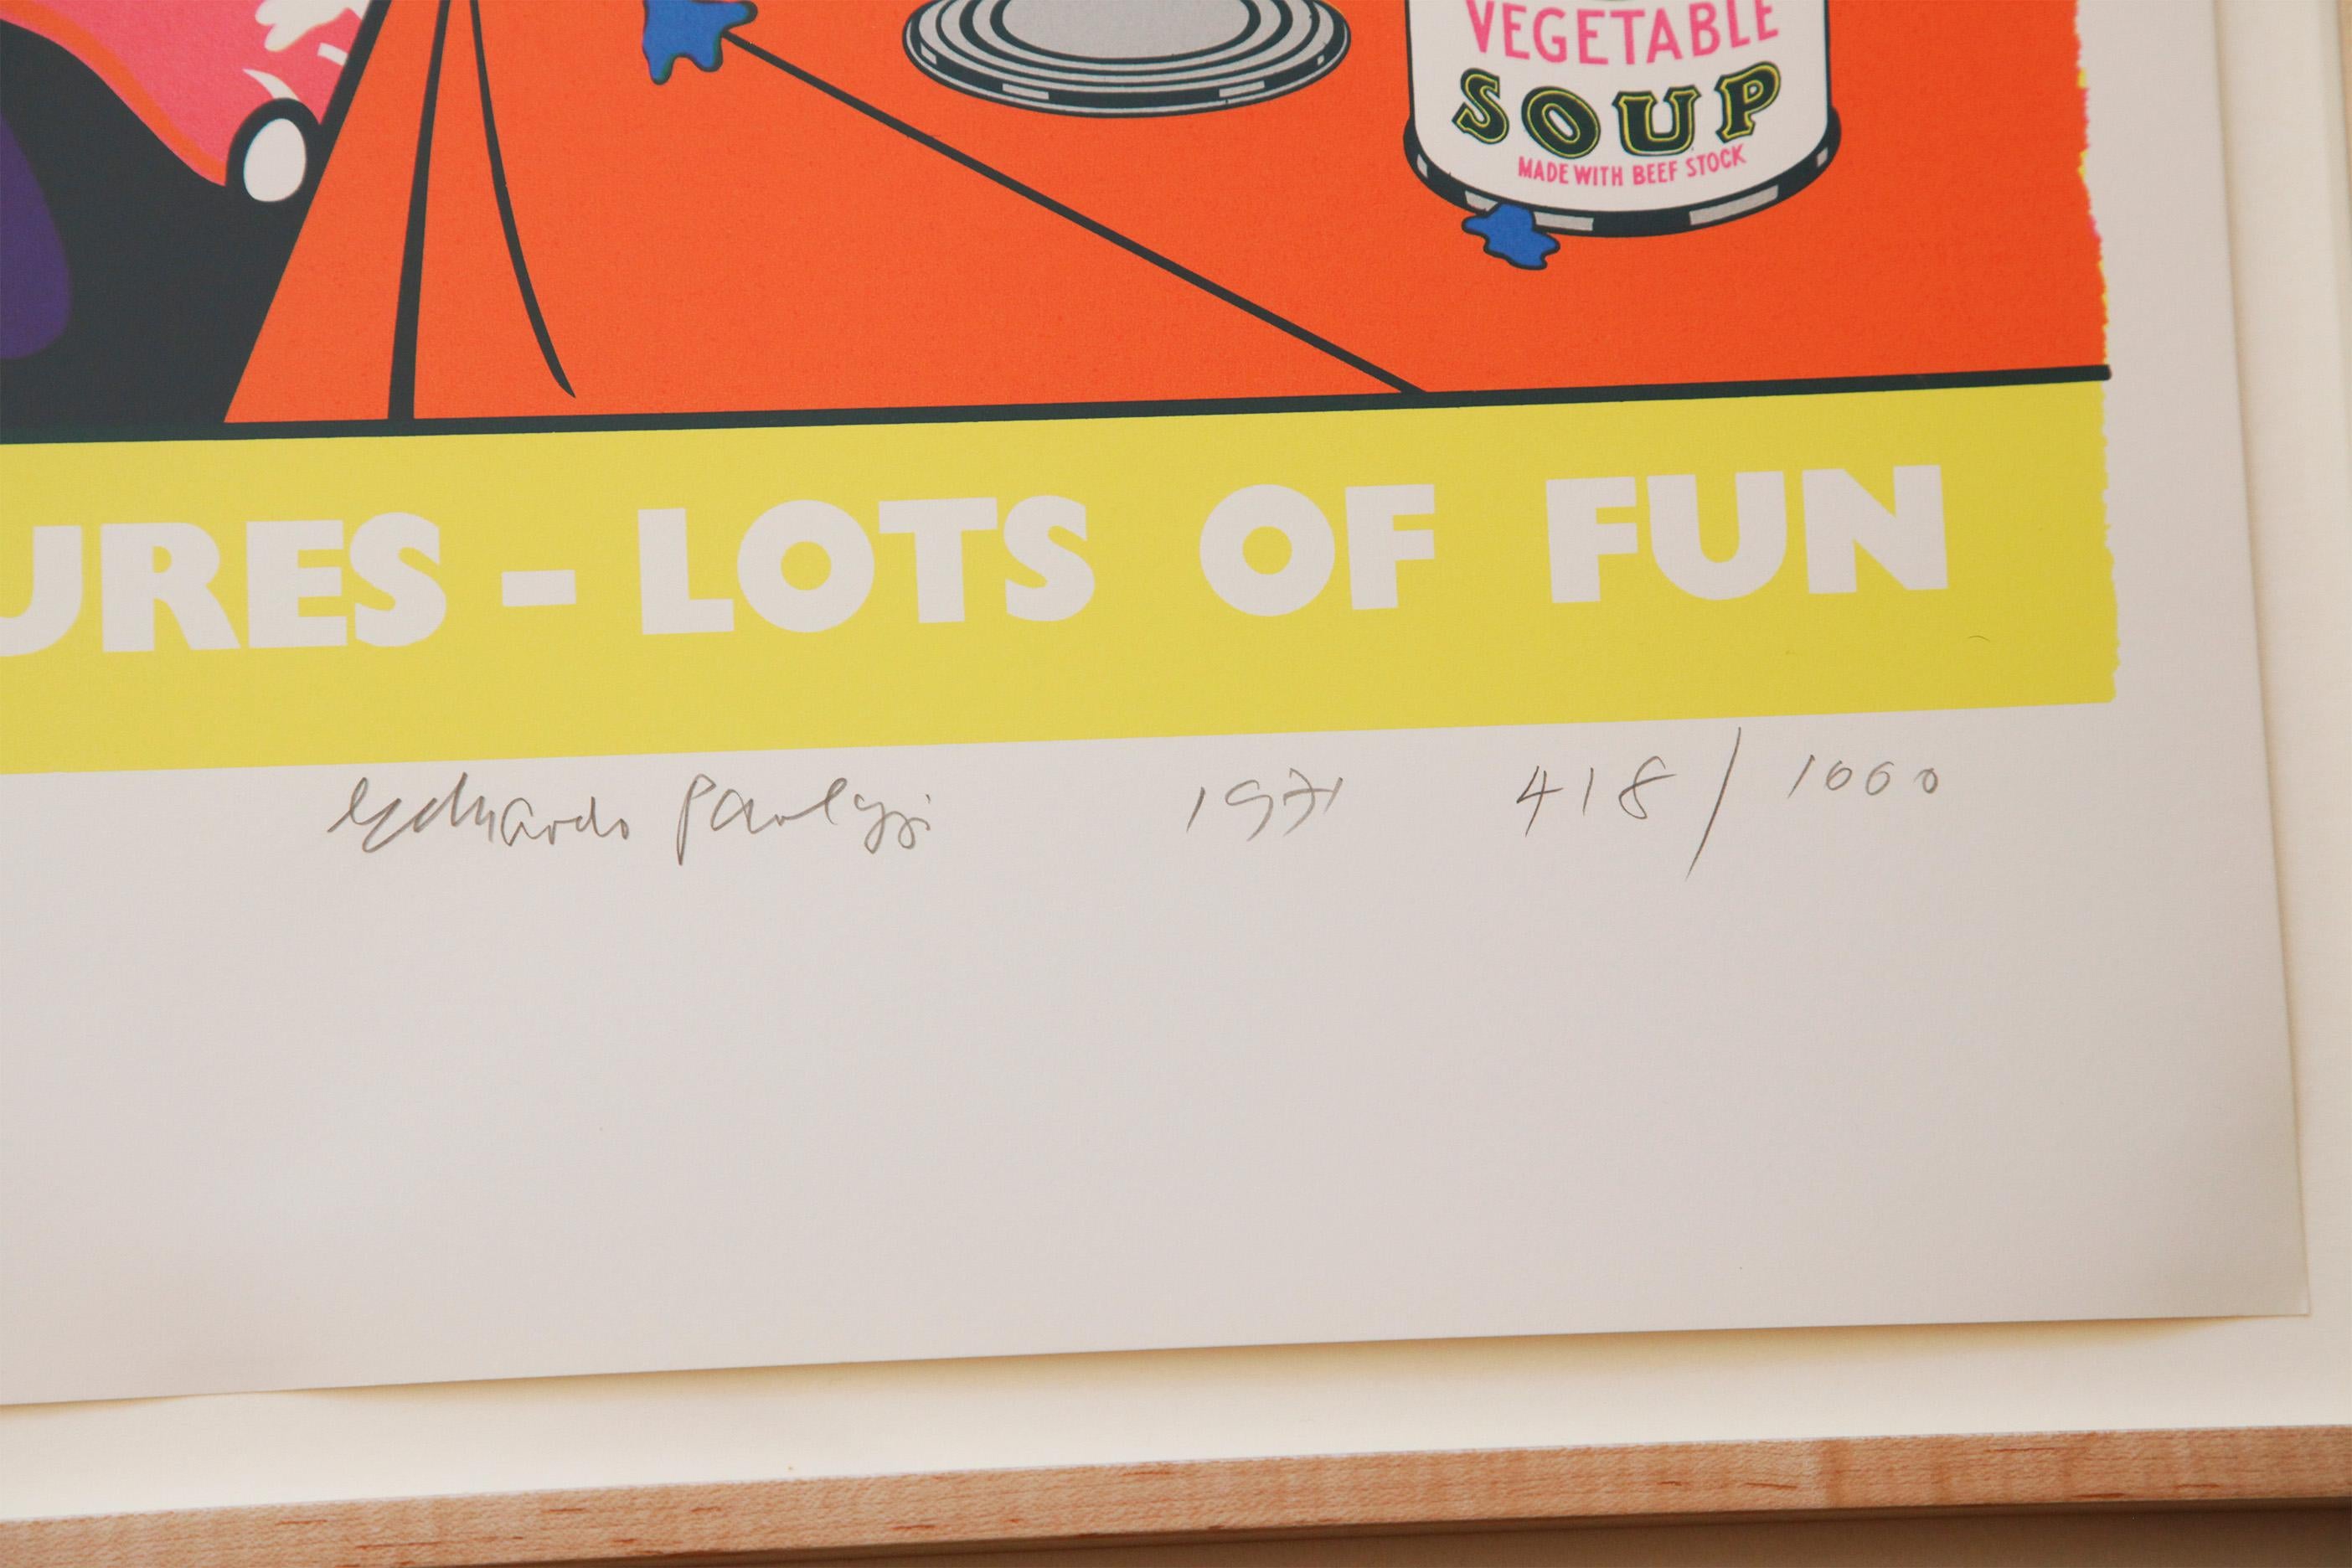 VEGETABLE
SOUP
MADE WITH BEEF STOCK
URES - LOTS OF FUN
Eduardo Paolozzi 1971 418/1000